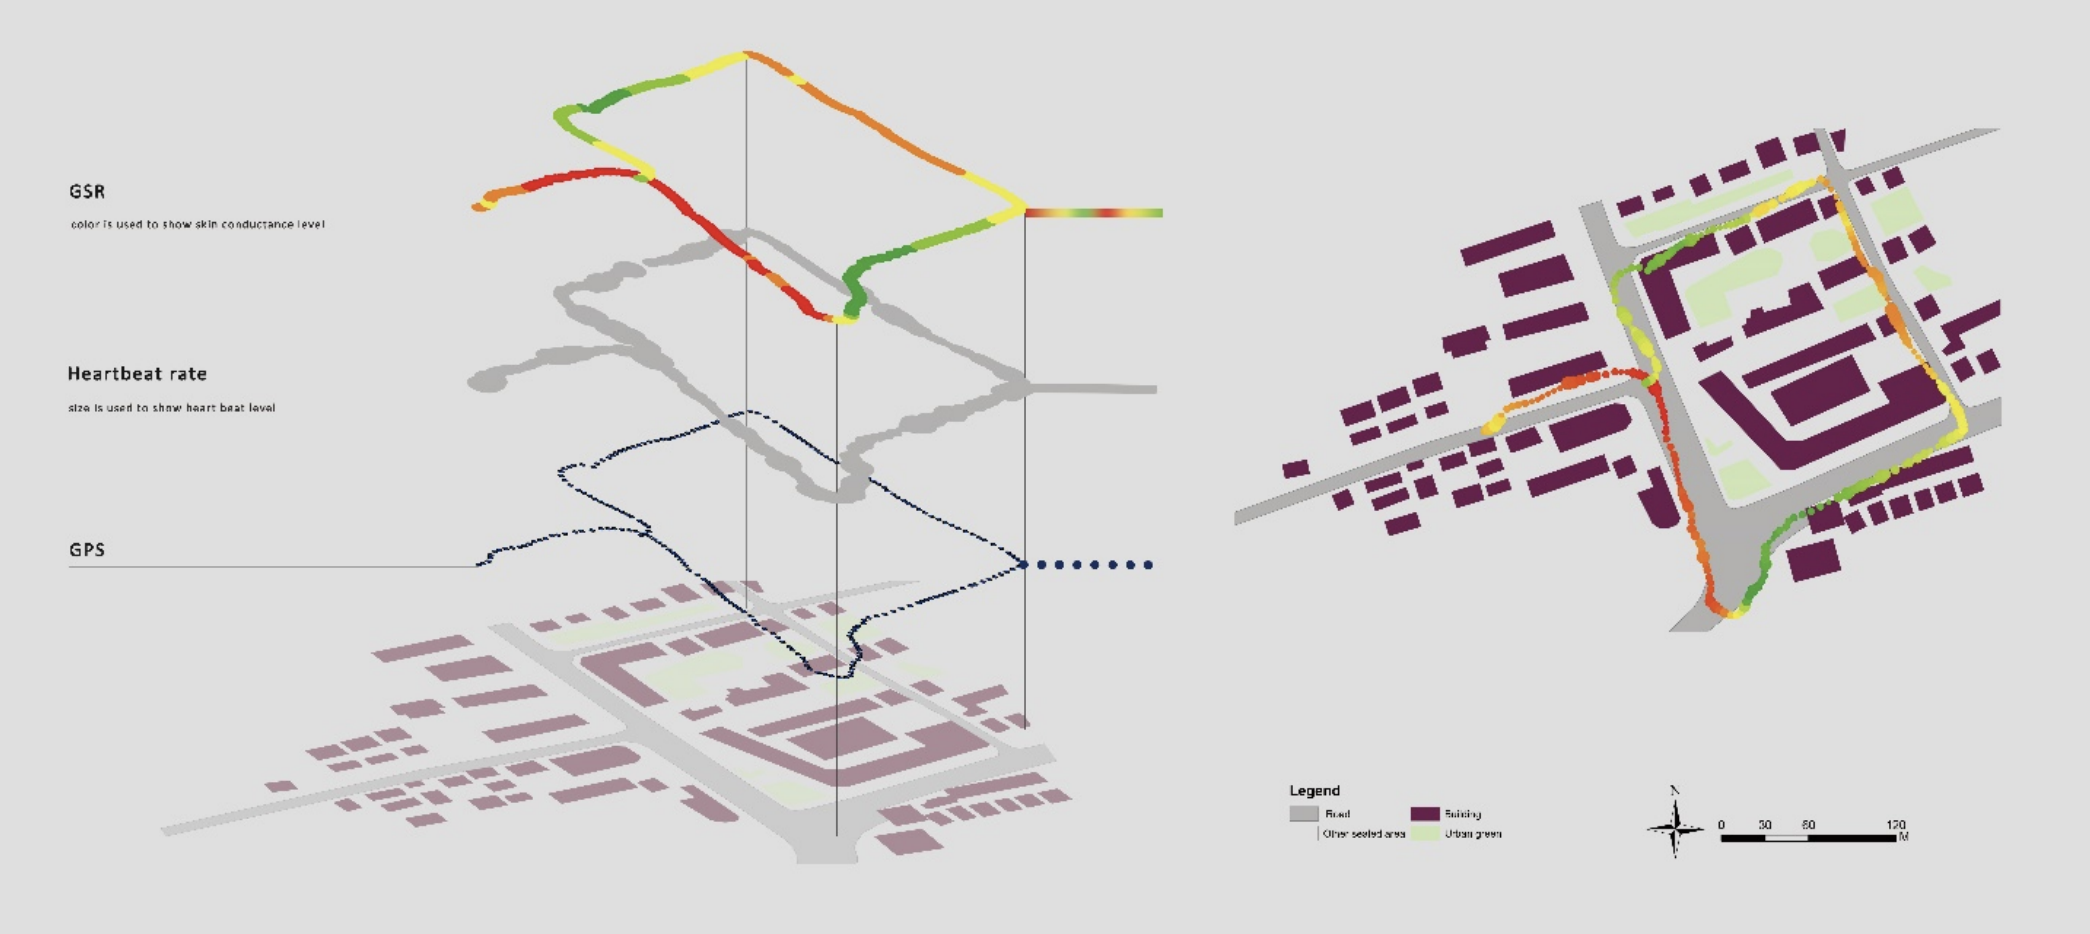 GSR
color is used to show skin conductance level
Heartbeat rate
size is used to show heart beat level
GPS
Legend
Road
Building
Other sealed area
Urban green
N
0 30 60 120
M